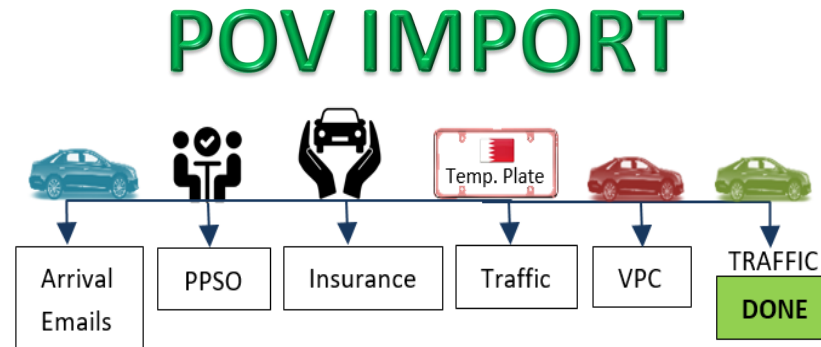 POV IMPORT
Temp. Plate
Arrival
Emails
PPSO
Insurance
Traffic
VPC
TRAFFIC
DONE